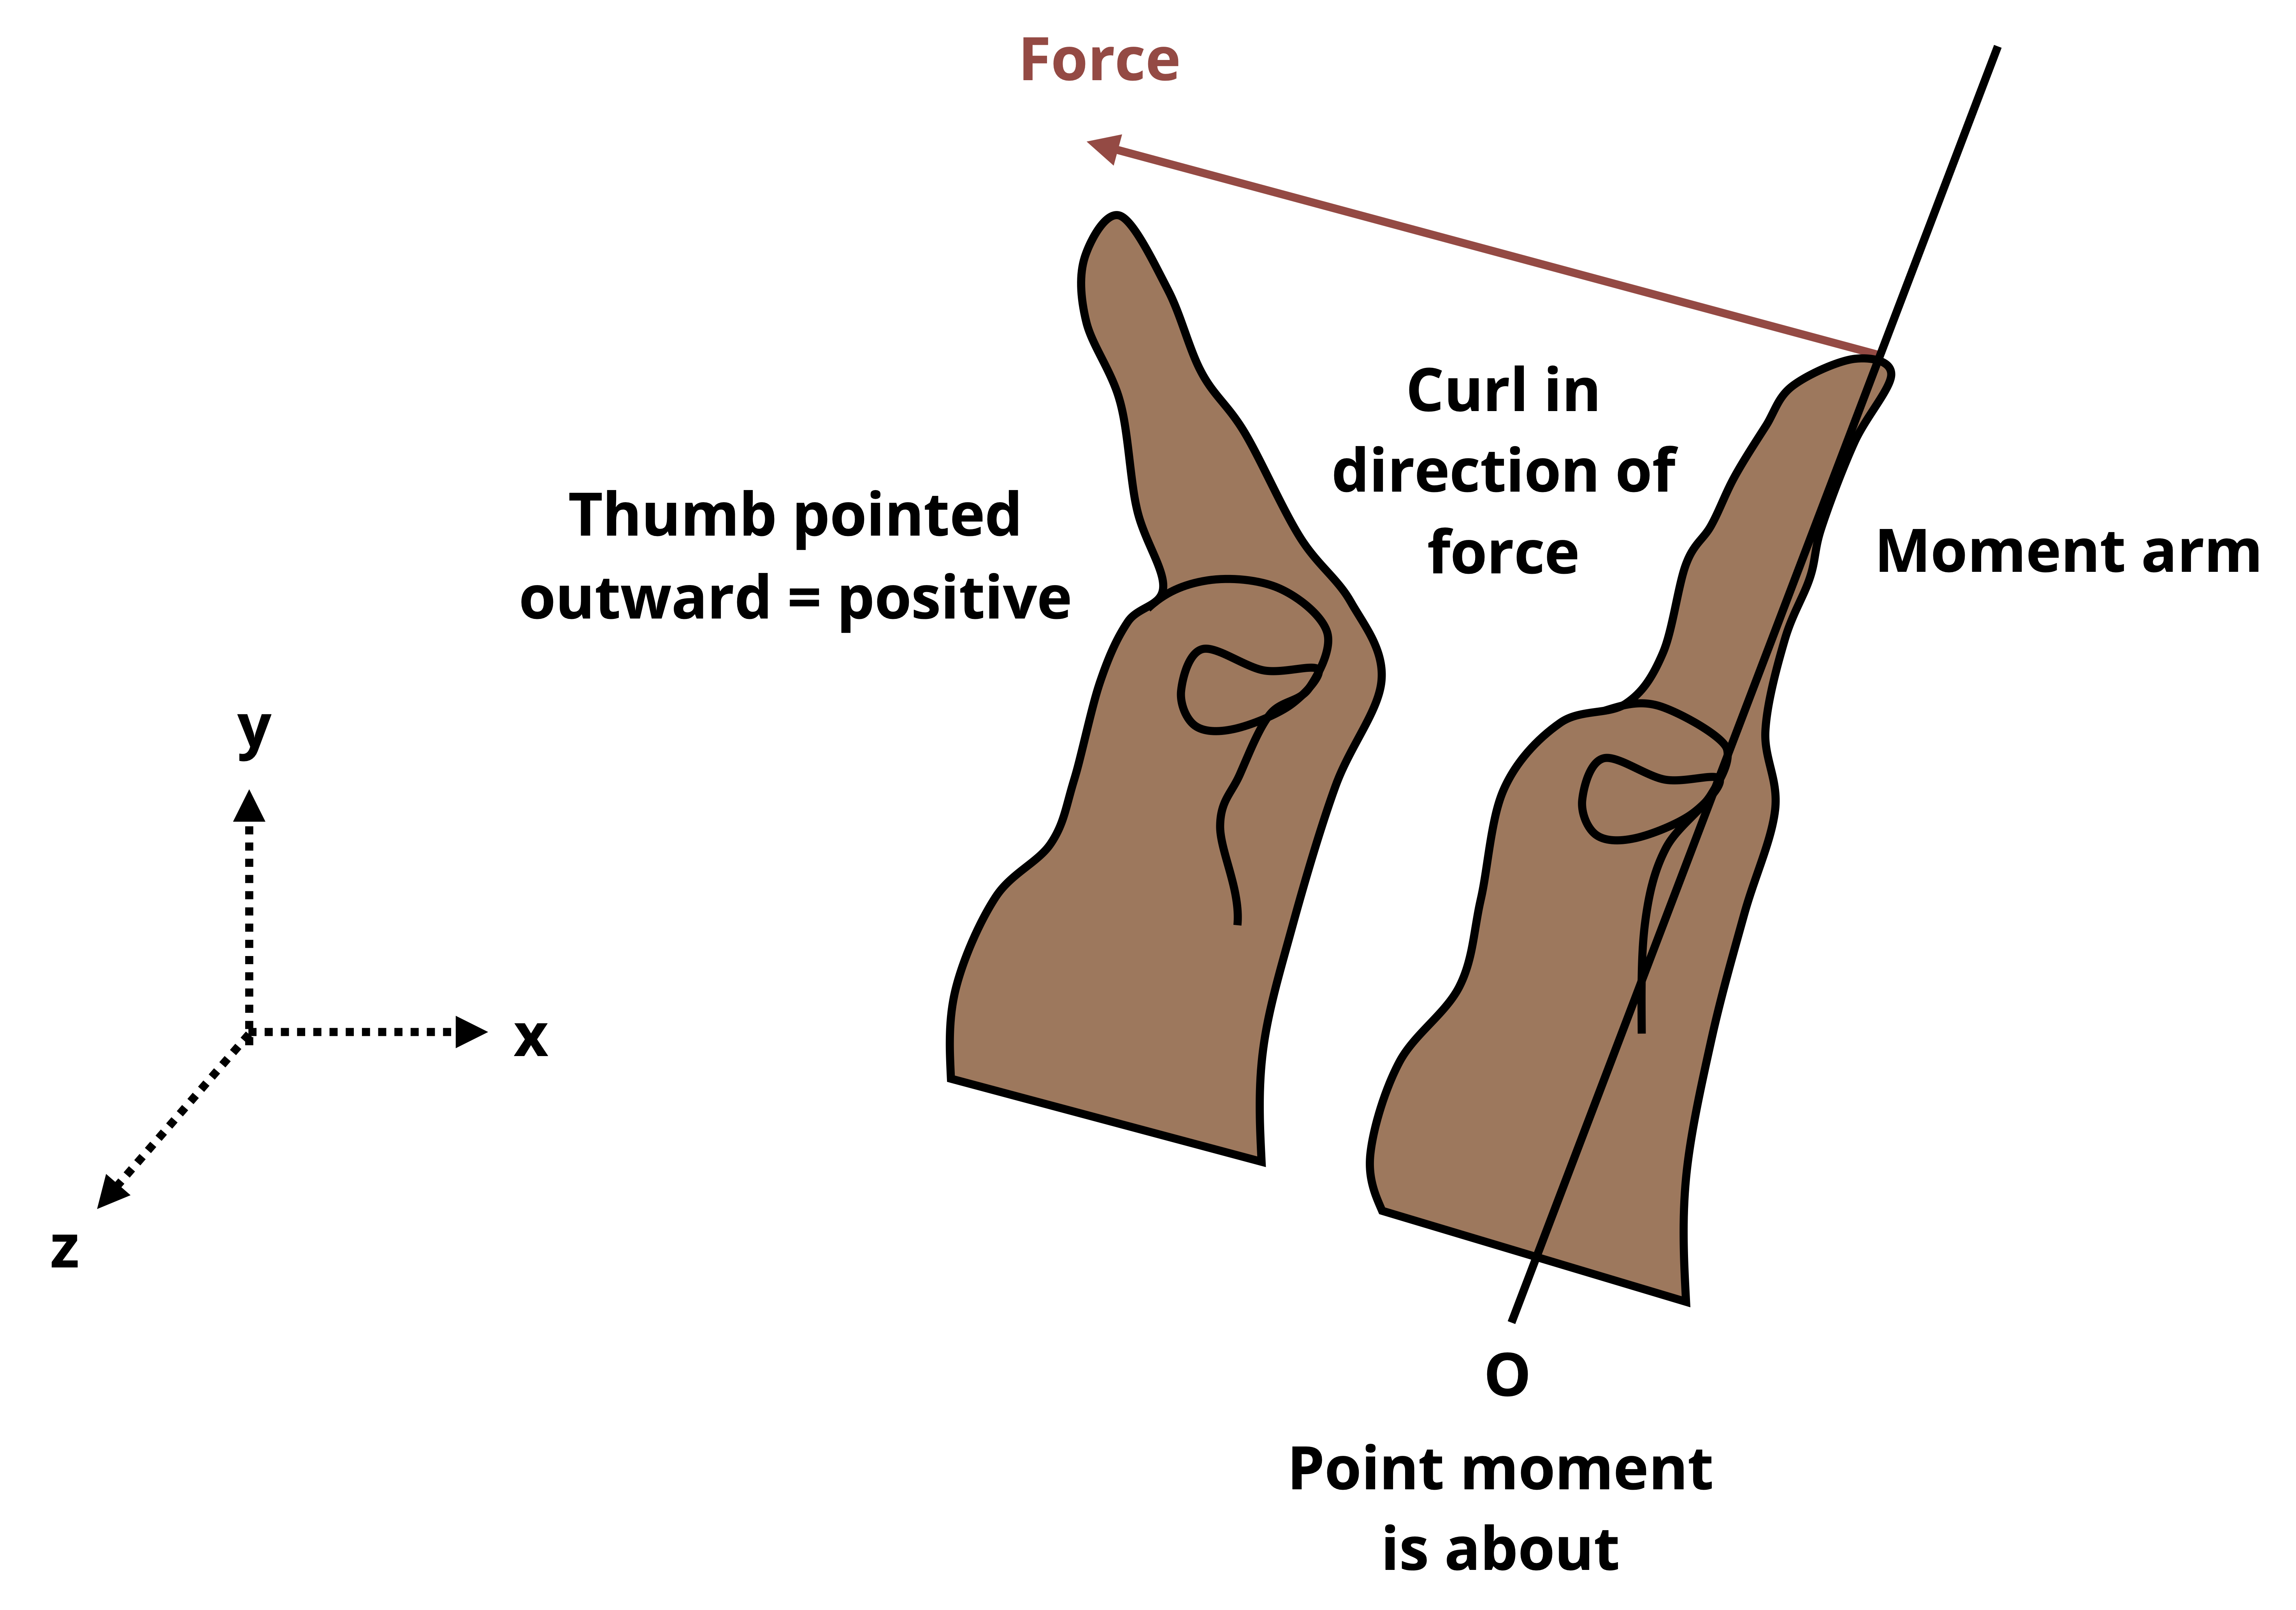 Force
Curl in
direction of
force
Thumb pointed
outward = positive
Moment arm
y
x
z
O
Point moment
is about